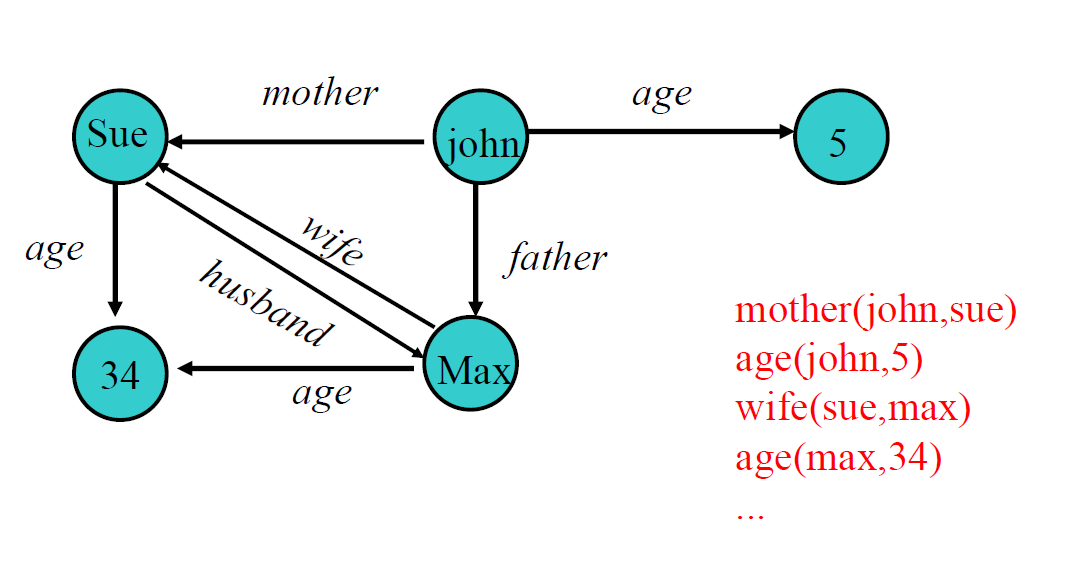 mother
age
Sue
john
5
wife
age
father
husband
mother(john,sue)
34
Max
age(john,5)
age
wife(sue,max)
age(max,34)
...